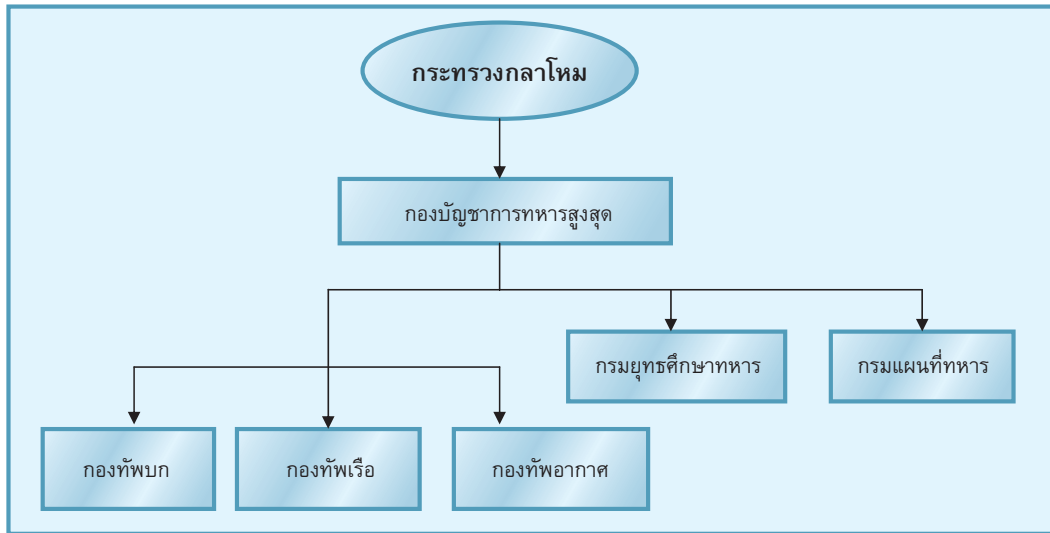 กระทรวงกลาโหม
กองบัญชาการทหารสูงสุด
กรมยุทธศึกษาทหาร
กรมแผนที่ทหาร
กองทัพบก
กองทัพเรือ
กองทัพอากาศ